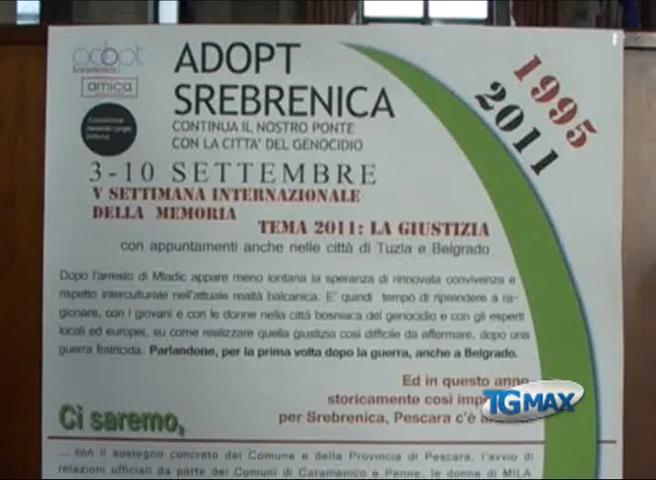 adopt
Srebrenica
amica
ADOPT
SREBRENICA
CONTINUA IL NOSTRO PONTE
CON LA CITTA' DEL GENOCIDIO
1995
2011
3-10 SETTEMBRE
V SETTIMANA INTERNAZIONALE
DELLA MEMORIA
TEMA 2011: LA GIUSTIZIA
con appuntamenti anche nelle città di Tuzla e Belgrado
Dopo l'arresto di Mladic appare meno lontana la speranza di rinnovata convivenza e
rispetto interculturale nell'attuale realtà balcanica. E' quindi tempo di riprendere a ra-
gionare, con i giovani e con le donne nella città bosniaca del genocidio e con gli esperti
locali ed europei, su come realizzare quella giustizia così difficile da affermare, dopo una
guerra fratricida. Parlandone, per la prima volta dopo la guerra, anche a Belgrado.
Ed in questo anno
storicamente così
per Srebrenica, Pescara c'è
TGMAX
Ci saremo,
... con il sostegno concreto del Comune e della Provincia di Pescara, l'avvio di
relazioni ufficiali da parte dei Comuni di Caramanico e Penne, le donne di MILA